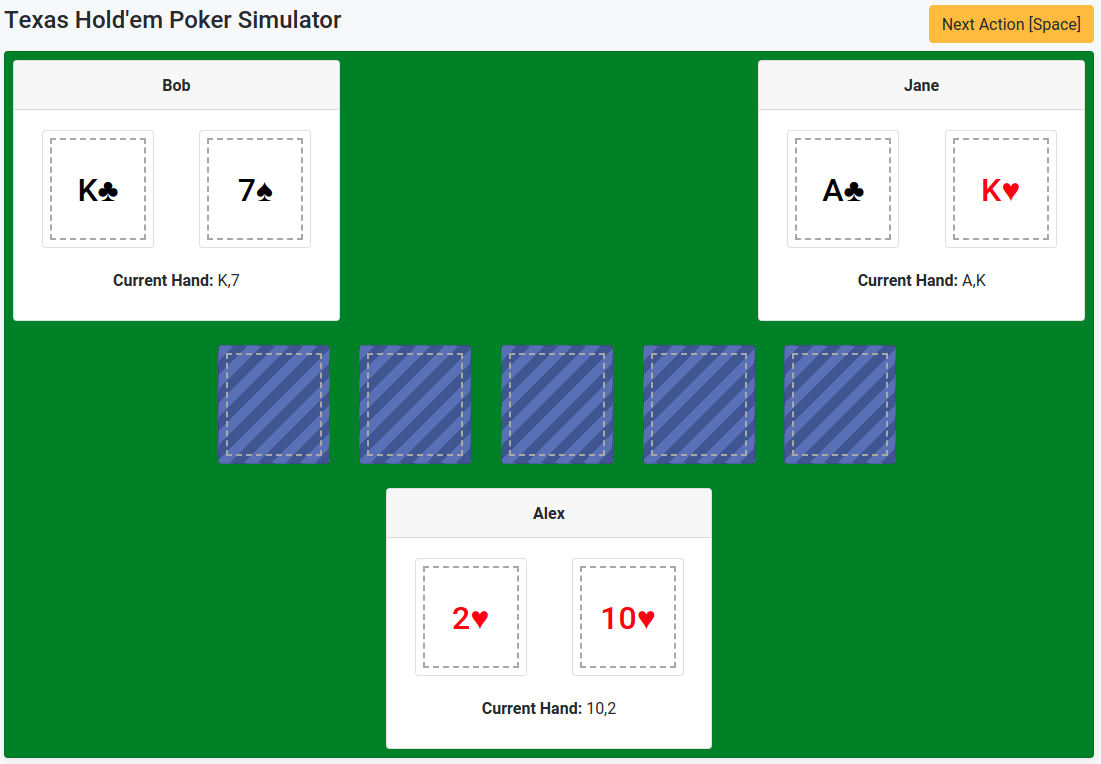 Texas Hold'em Poker Simulator
Next Action [Space]
Bob
Jane
K♣ 7♠
A♣ K♥
Current Hand: K,7
Current Hand: A,K
Alex
2♥ 10♥
Current Hand: 10,2